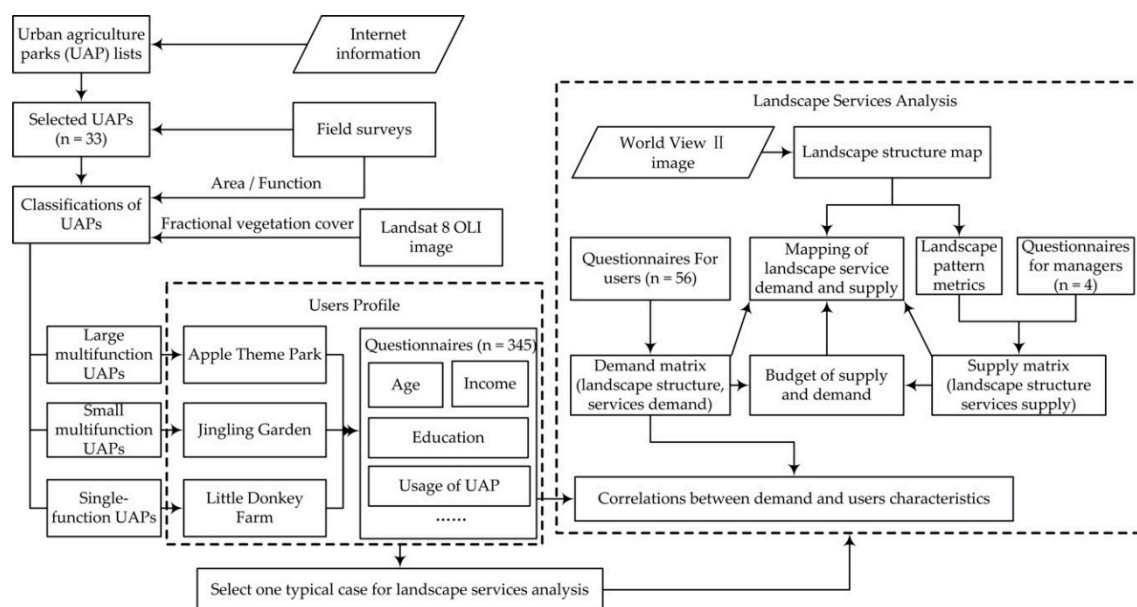 Urban agriculture
parks (UAP) lists
Internet
information
Selected UAPs
(n = 33)
Field surveys
Area / Function
Classifications of
UAPs
Fractional vegetation cover
Landsat 8 OLI
image
Users Profile
Large
multifunction
UAPs
Apple Theme Park
Small
multifunction
UAPs
Jingling Garden
Single-
function UAPs
Little Donkey
Farm
Questionnaires (n = 345)
Age
Income
Education
Usage of UAP
……
Select one typical case for landscape services analysis
Landscape Services Analysis
World View Ⅱ
image
Landscape structure map
Questionnaires For
users (n = 56)
Mapping of
landscape service
demand and supply
Landscape
pattern
metrics
Questionnaires
for managers
(n = 4)
Demand matrix
(landscape structure,
services demand)
Budget of supply
and demand
Supply matrix
(landscape structure
services supply)
Correlations between demand and users characteristics